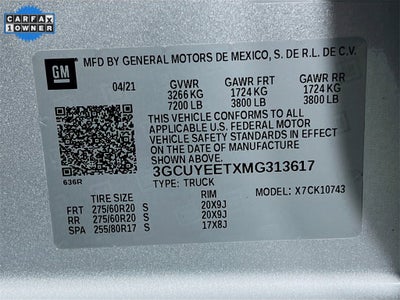 CARFAX
1 OWNER
GM
MFD BY GENERAL MOTORS DE MEXICO, S. DE R.L. DE C.V.
04/21 GVWR GAWR FRT GAWR RR
3266 KG 1724 KG 1724 KG
7200 LB 3800 LB 3800 LB
THIS VEHICLE CONFORMS TO ALL
APPLICABLE U.S. FEDERAL MOTOR
VEHICLE SAFETY STANDARDS IN EFFECT
ON THE DATE OF MANUFACTURE
SHOWN ABOVE.
3GCUYEETXMG313617
636R
TYPE: TRUCK MODEL: X7CK10743
TIRE SIZE RIM
FRT 275/60R20 S 20X9J
RR 275/60R20 S 20X9J
SPA 255/80R17 S 17X8J